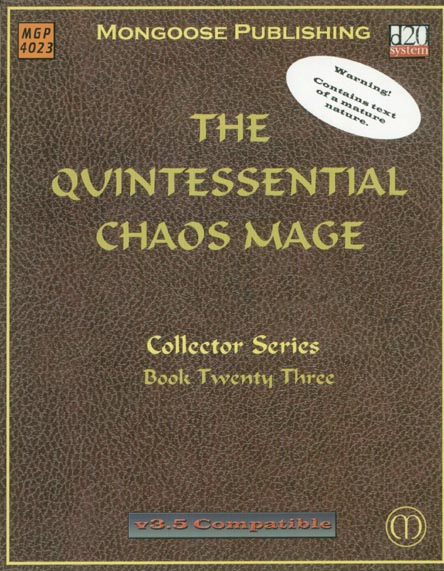 MGP
4023
MONGOOSE PUBLISHING
d20
system
Warning!
Contains text
of a mature
nature.
THE
QUINTESSENTIAL
CHAOS MAGE
Collector Series
Book Twenty Three
v3.5 Compatible
M